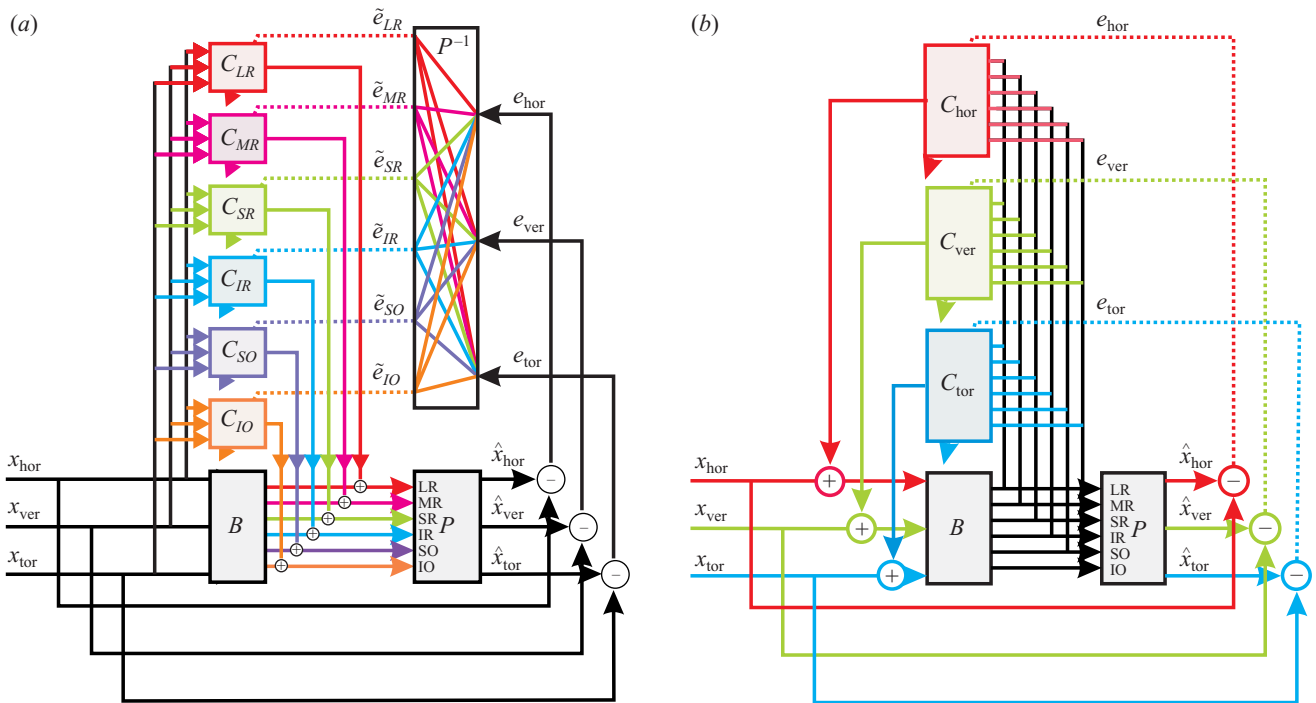 (a)
ẽ_LR
P⁻¹
C_LR
ẽ_MR
e_hor
C_MR
ẽ_SR
C_SR
ẽ_IR
e_ver
C_IR
ẽ_SO
C_SO
e_tor
ẽ_IO
C_IO
x_hor
x̂_hor
+
−
B
LR
MR
SR
IR
SO
IO
P
x_ver
x̂_ver
+
−
+
x_tor
x̂_tor
+
−
+
+
(b)
e_hor
C_hor
e_ver
C_ver
e_tor
C_tor
x_hor
+
x̂_hor
−
x_ver
+
B
LR
MR
SR
IR
SO
IO
P
x̂_ver
−
x_tor
+
x̂_tor
−